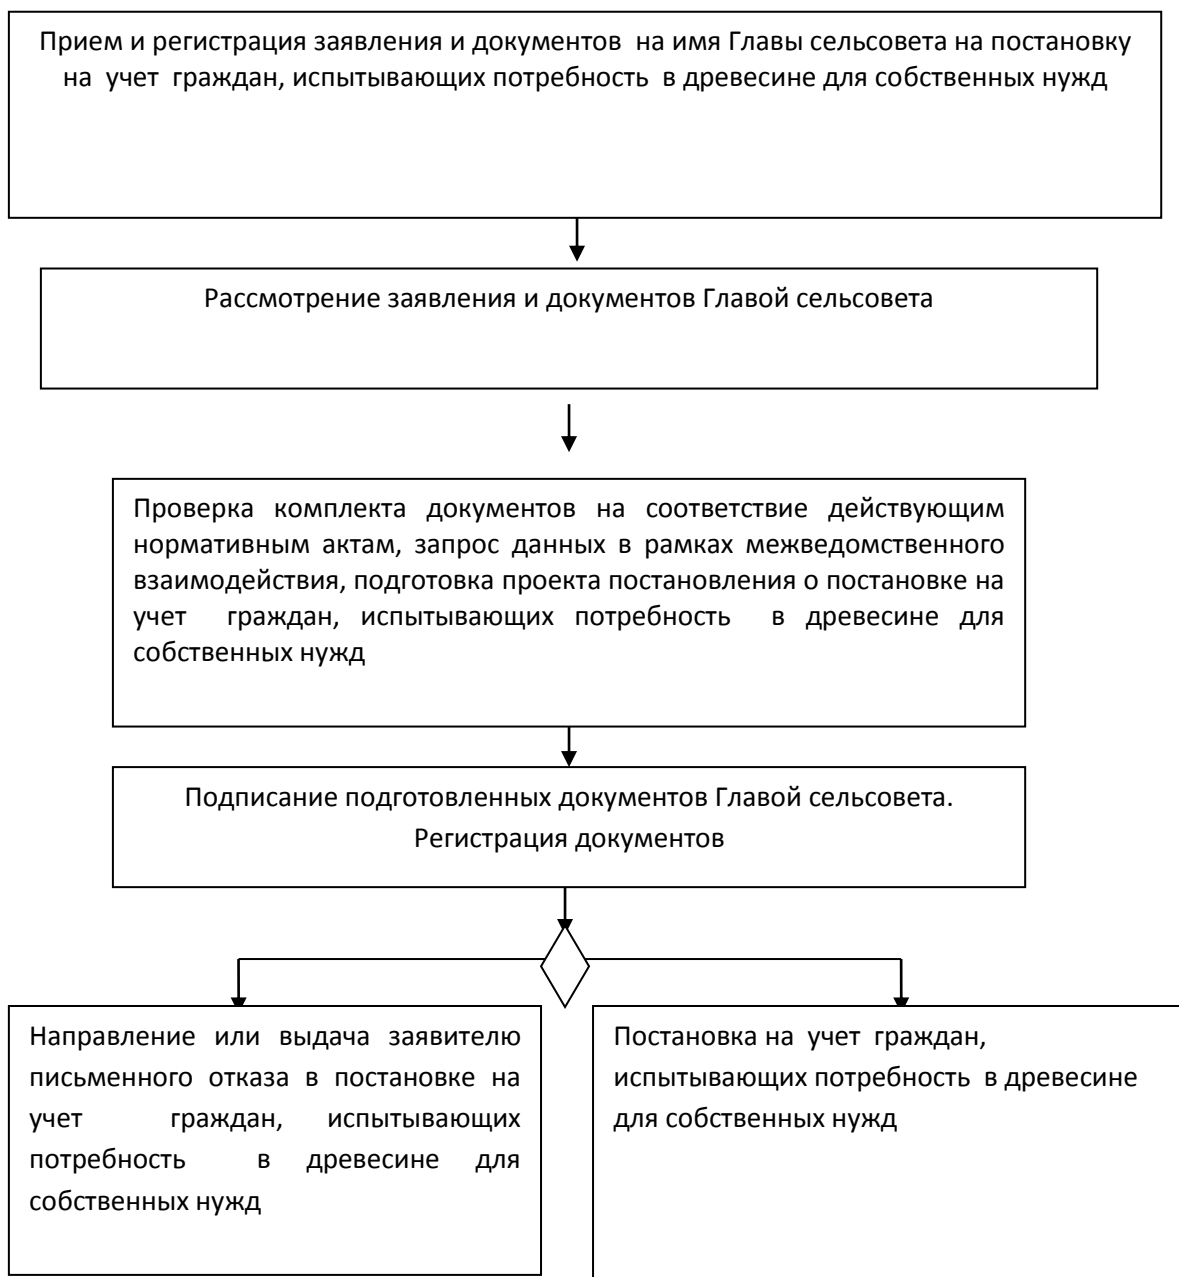 Прием и регистрация заявления и документов на имя Главы сельсовета на постановку
на учет граждан, испытывающих потребность в древесине для собственных нужд
Рассмотрение заявления и документов Главой сельсовета
Проверка комплекта документов на соответствие действующим
нормативным актам, запрос данных в рамках межведомственного
взаимодействия, подготовка проекта постановления о постановке на
учет граждан, испытывающих потребность в древесине для
собственных нужд
Подписание подготовленных документов Главой сельсовета.
Регистрация документов
Направление или выдача заявителю
письменного отказа в постановке на
учет граждан, испытывающих
потребность в древесине для
собственных нужд
Постановка на учет граждан,
испытывающих потребность в древесине
для собственных нужд